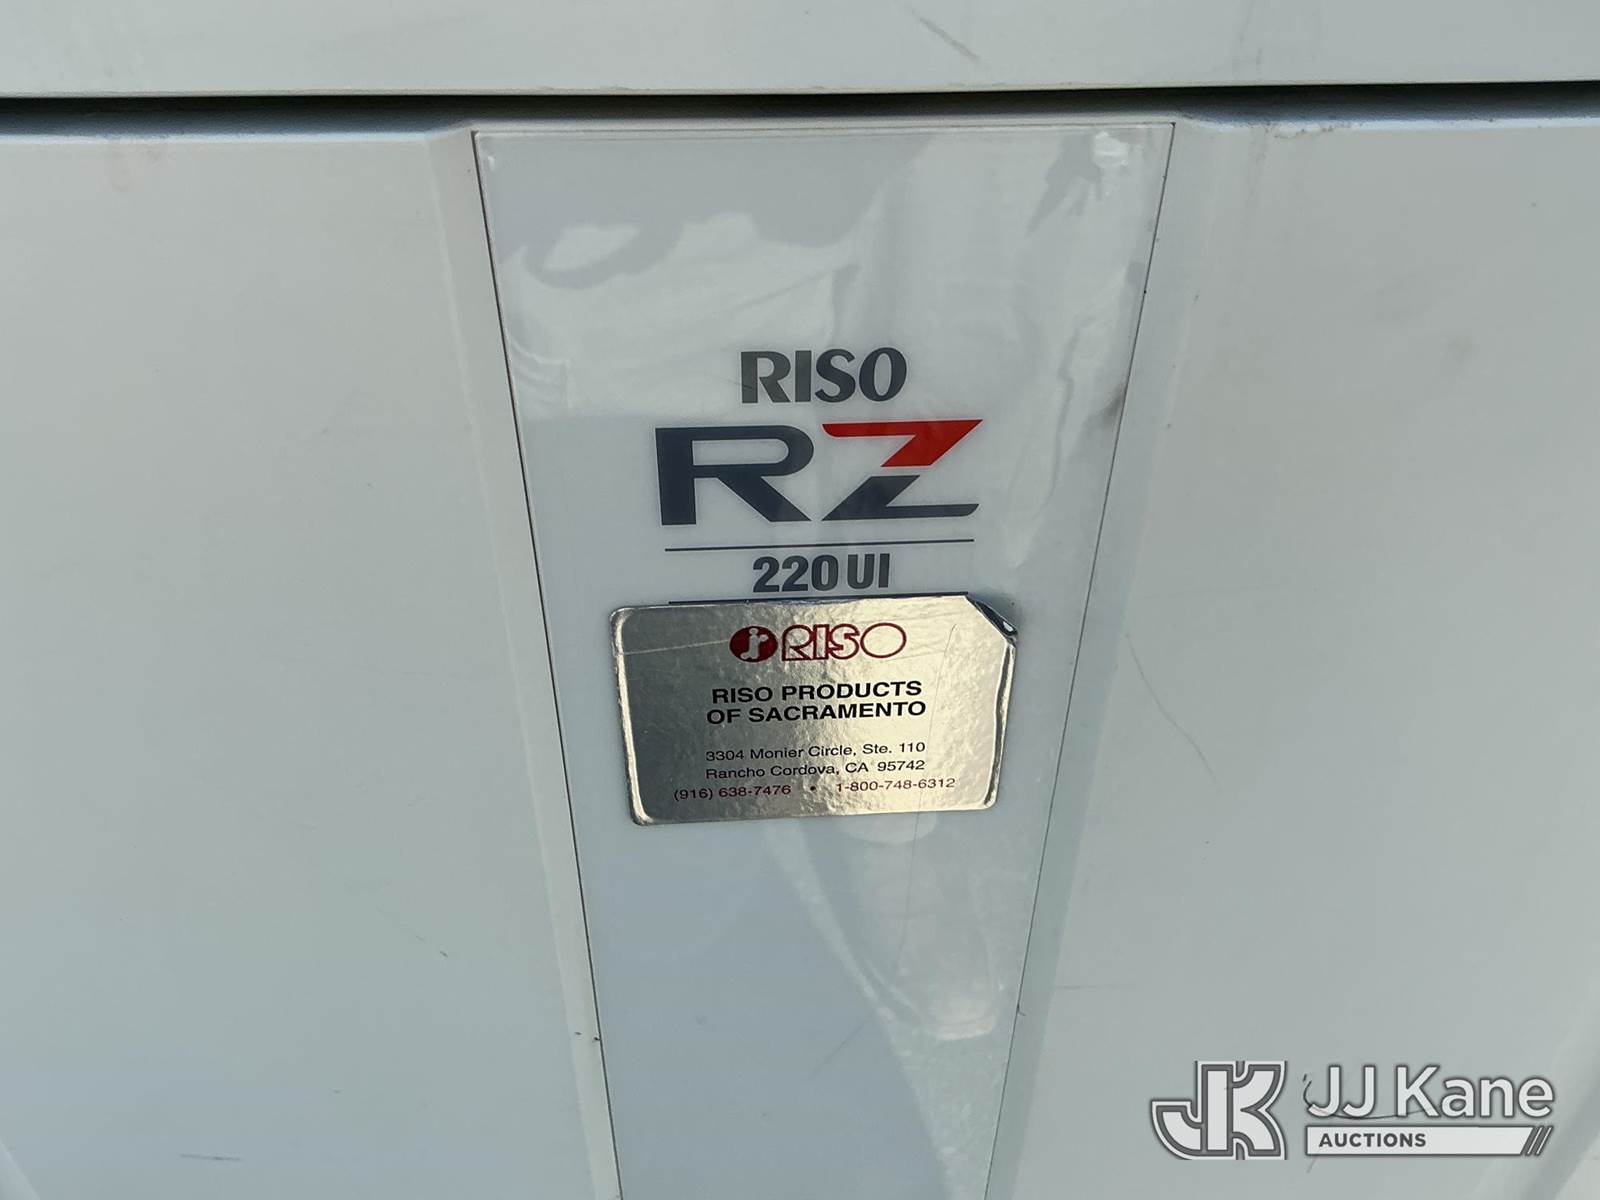 RISO
RZ
220UI
RISO
RISO PRODUCTS
OF SACRAMENTO
3304 Monier Circle, Ste. 110
Rancho Cordova, CA 95742
(916) 638-7476 • 1-800-748-6312
JK JJ Kane
AUCTIONS